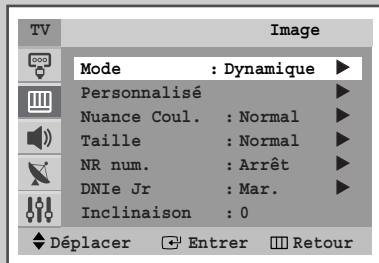 TV Image
Mode : Dynamique
Personnalisé
Nuance Coul. : Normal
Taille : Normal
NR num. : Arrêt
DNIe Jr : Mar.
Inclinaison : 0
Déplacer Entrer Retour